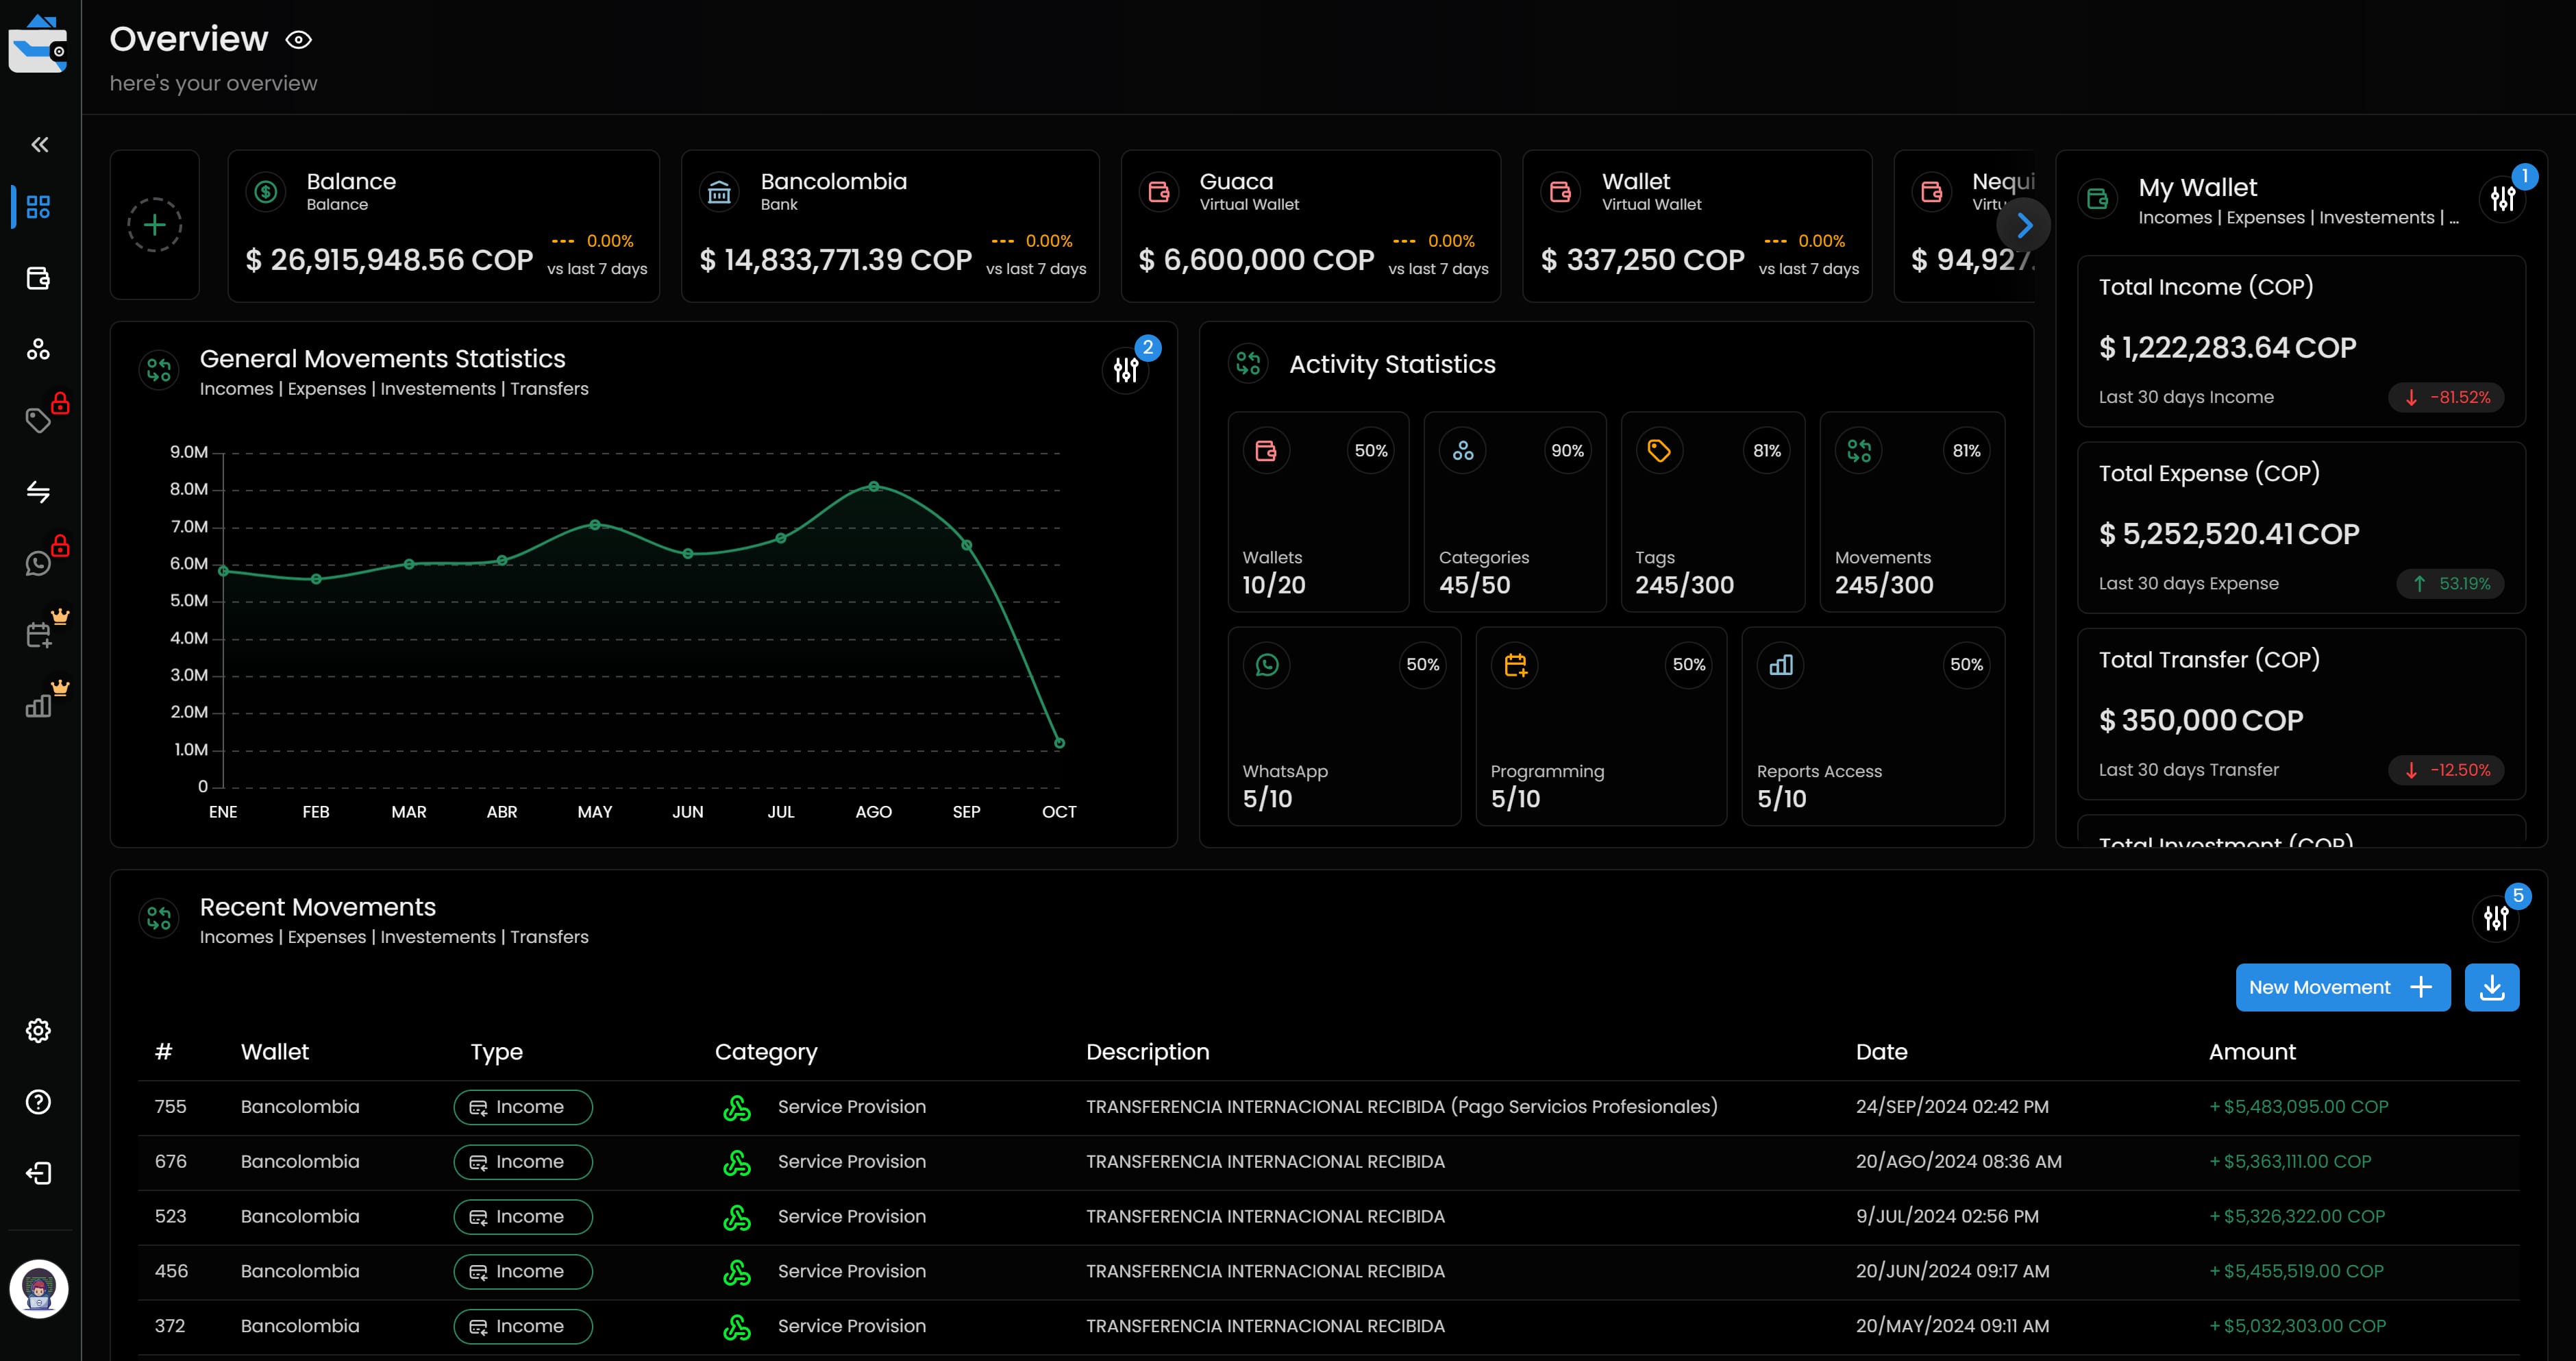 Overview
here's your overview
Balance
Balance
$ 26,915,948.56 COP
--- 0.00%
vs last 7 days
Bancolombia
Bank
$ 14,833,771.39 COP
--- 0.00%
vs last 7 days
Guaca
Virtual Wallet
$ 6,600,000 COP
--- 0.00%
vs last 7 days
Wallet
Virtual Wallet
$ 337,250 COP
--- 0.00%
vs last 7 days
Nequi
Virtu
$ 94,927.
My Wallet
Incomes | Expenses | Investements | ...
1
Total Income (COP)
$ 1,222,283.64 COP
Last 30 days Income
-81.52%
Total Expense (COP)
$ 5,252,520.41 COP
Last 30 days Expense
53.19%
Total Transfer (COP)
$ 350,000 COP
Last 30 days Transfer
-12.50%
Total Investment (COP)
General Movements Statistics
Incomes | Expenses | Investements | Transfers
2
9.0M
8.0M
7.0M
6.0M
5.0M
4.0M
3.0M
2.0M
1.0M
0
ENE FEB MAR ABR MAY JUN JUL AGO SEP OCT
Activity Statistics
50%
Wallets
10/20
90%
Categories
45/50
81%
Tags
245/300
81%
Movements
245/300
50%
WhatsApp
5/10
50%
Programming
5/10
50%
Reports Access
5/10
Recent Movements
Incomes | Expenses | Investements | Transfers
5
New Movement
# Wallet Type Category Description Date Amount
755 Bancolombia Income Service Provision TRANSFERENCIA INTERNACIONAL RECIBIDA (Pago Servicios Profesionales) 24/SEP/2024 02:42 PM + $5,483,095.00 COP
676 Bancolombia Income Service Provision TRANSFERENCIA INTERNACIONAL RECIBIDA 20/AGO/2024 08:36 AM + $5,363,111.00 COP
523 Bancolombia Income Service Provision TRANSFERENCIA INTERNACIONAL RECIBIDA 9/JUL/2024 02:56 PM + $5,326,322.00 COP
456 Bancolombia Income Service Provision TRANSFERENCIA INTERNACIONAL RECIBIDA 20/JUN/2024 09:17 AM + $5,455,519.00 COP
372 Bancolombia Income Service Provision TRANSFERENCIA INTERNACIONAL RECIBIDA 20/MAY/2024 09:11 AM + $5,032,303.00 COP